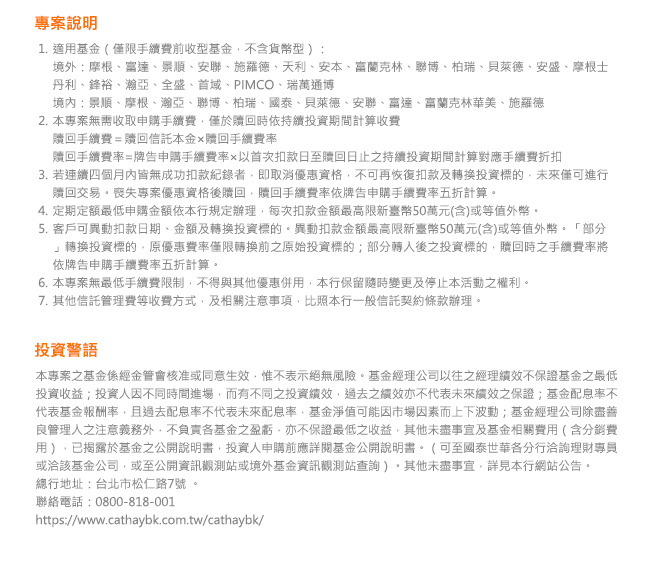 專案說明
1. 適用基金(僅限手續費前收型基金，不含貨幣型)：
境外：摩根、富達、景順、安聯、施羅德、天利、安本、富蘭克林、聯博、柏瑞、貝萊德、安盛、摩根士
丹利、鋒裕、瀚亞、全盛、首域、PIMCO、瑞萬通博
境內：景順、摩根、瀚亞、聯博、柏瑞、國泰、貝萊德、安聯、富達、富蘭克林華美、施羅德
2. 本專案無需收取申購手續費，僅於贖回時依持續投資期間計算收費
贖回手續費＝贖回信託本金×贖回手續費率
贖回手續費率=牌告申購手續費率×以首次扣款日至贖回日止之持續投資期間計算對應手續費折扣
3. 若連續四個月內皆無成功扣款紀錄者，即取消優惠資格，不可再恢復扣款及轉換投資標的，未來僅可進行
贖回交易。喪失專案優惠資格後贖回，贖回手續費率依牌告申購手續費率五折計算。
4. 定期定額最低申購金額依本行規定辦理，每次扣款金額最高限新臺幣50萬元(含)或等值外幣。
5. 客戶可異動扣款日期、金額及轉換投資標的。異動扣款金額最高限新臺幣50萬元(含)或等值外幣。「部分
」轉換投資標的，原優惠費率僅限轉換前之原始投資標的；部分轉入後之投資標的，贖回時之手續費率將
依牌告申購手續費率五折計算。
6. 本專案無最低手續費限制，不得與其他優惠併用，本行保留隨時變更及停止本活動之權利。
7. 其他信託管理費等收費方式，及相關注意事項，比照本行一般信託契約條款辦理。
投資警語
本專案之基金係經金管會核准或同意生效，惟不表示絕無風險。基金經理公司以往之經理績效不保證基金之最低
投資收益；投資人因不同時間進場，而有不同之投資績效，過去之績效亦不代表未來績效之保證；基金配息率不
代表基金報酬率，且過去配息率不代表未來配息率，基金淨值可能因市場因素而上下波動；基金經理公司除盡善
良管理人之注意義務外，不負責各基金之盈虧，亦不保證最低之收益，其他未盡事宜及基金相關費用(含分銷費
用)，已揭露於基金之公開說明書，投資人申購前應詳閱基金公開說明書。(可至國泰世華各分行洽詢理財專員
或洽該基金公司，或至公開資訊觀測站或境外基金資訊觀測站查詢)。其他未盡事宜，詳見本行網站公告。
總行地址：台北市松仁路7號 。
聯絡電話：0800-818-001
https://www.cathaybk.com.tw/cathaybk/